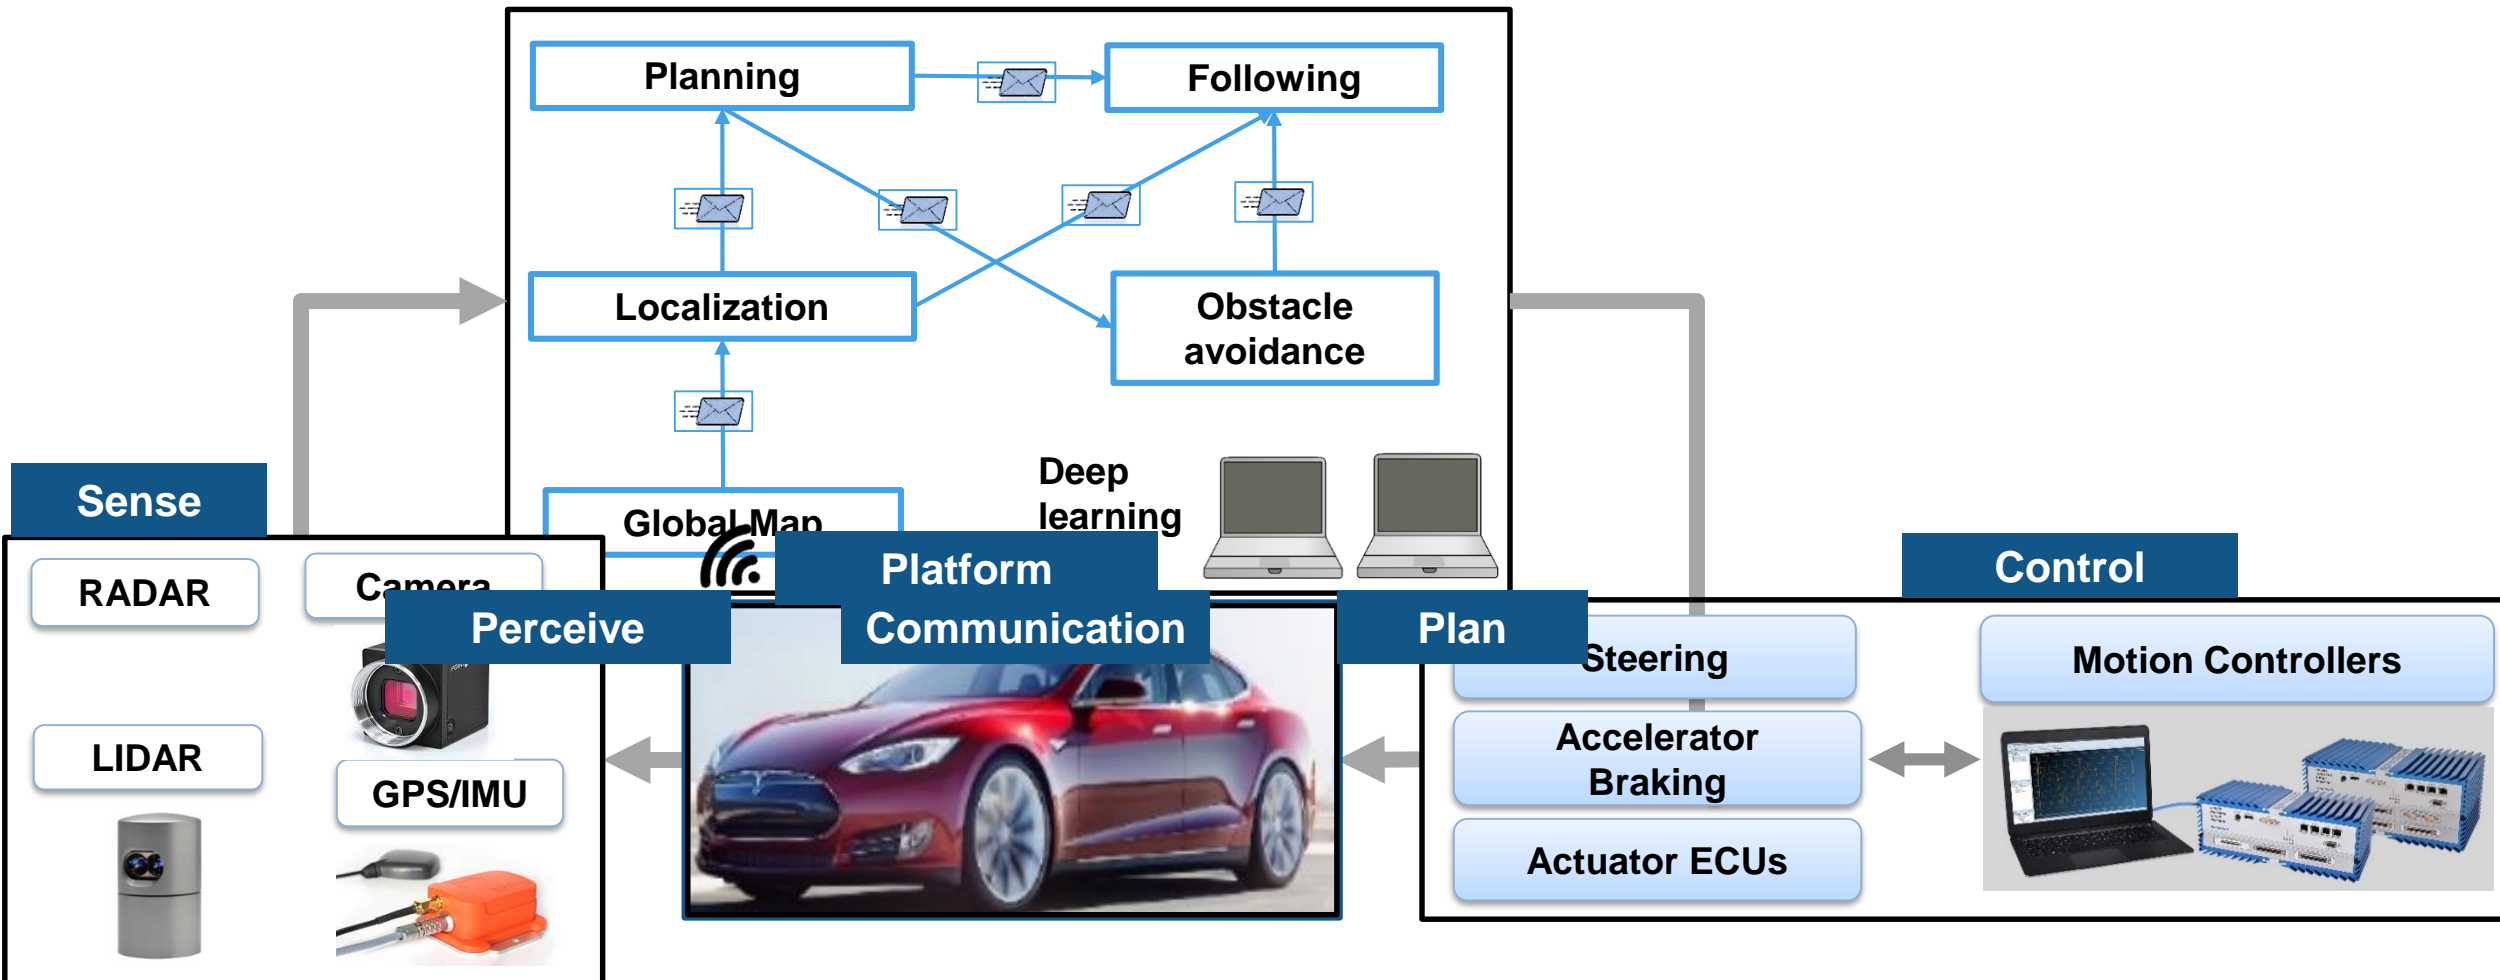 Planning
Following
Localization
Obstacle
avoidance
Deep
learning
Global Map
Sense
RADAR
Camera
LIDAR
GPS/IMU
Platform
Perceive
Communication
Plan
Control
Steering
Motion Controllers
Accelerator
Braking
Actuator ECUs